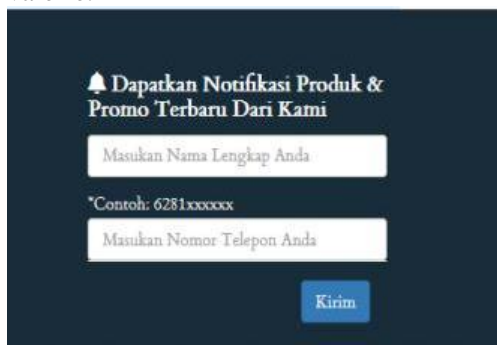 Dapatkan Notifikasi Produk &
Promo Terbaru Dari Kami
Masukan Nama Lengkap Anda
*Contoh: 6281xxxxxx
Masukan Nomor Telepon Anda
Kirim